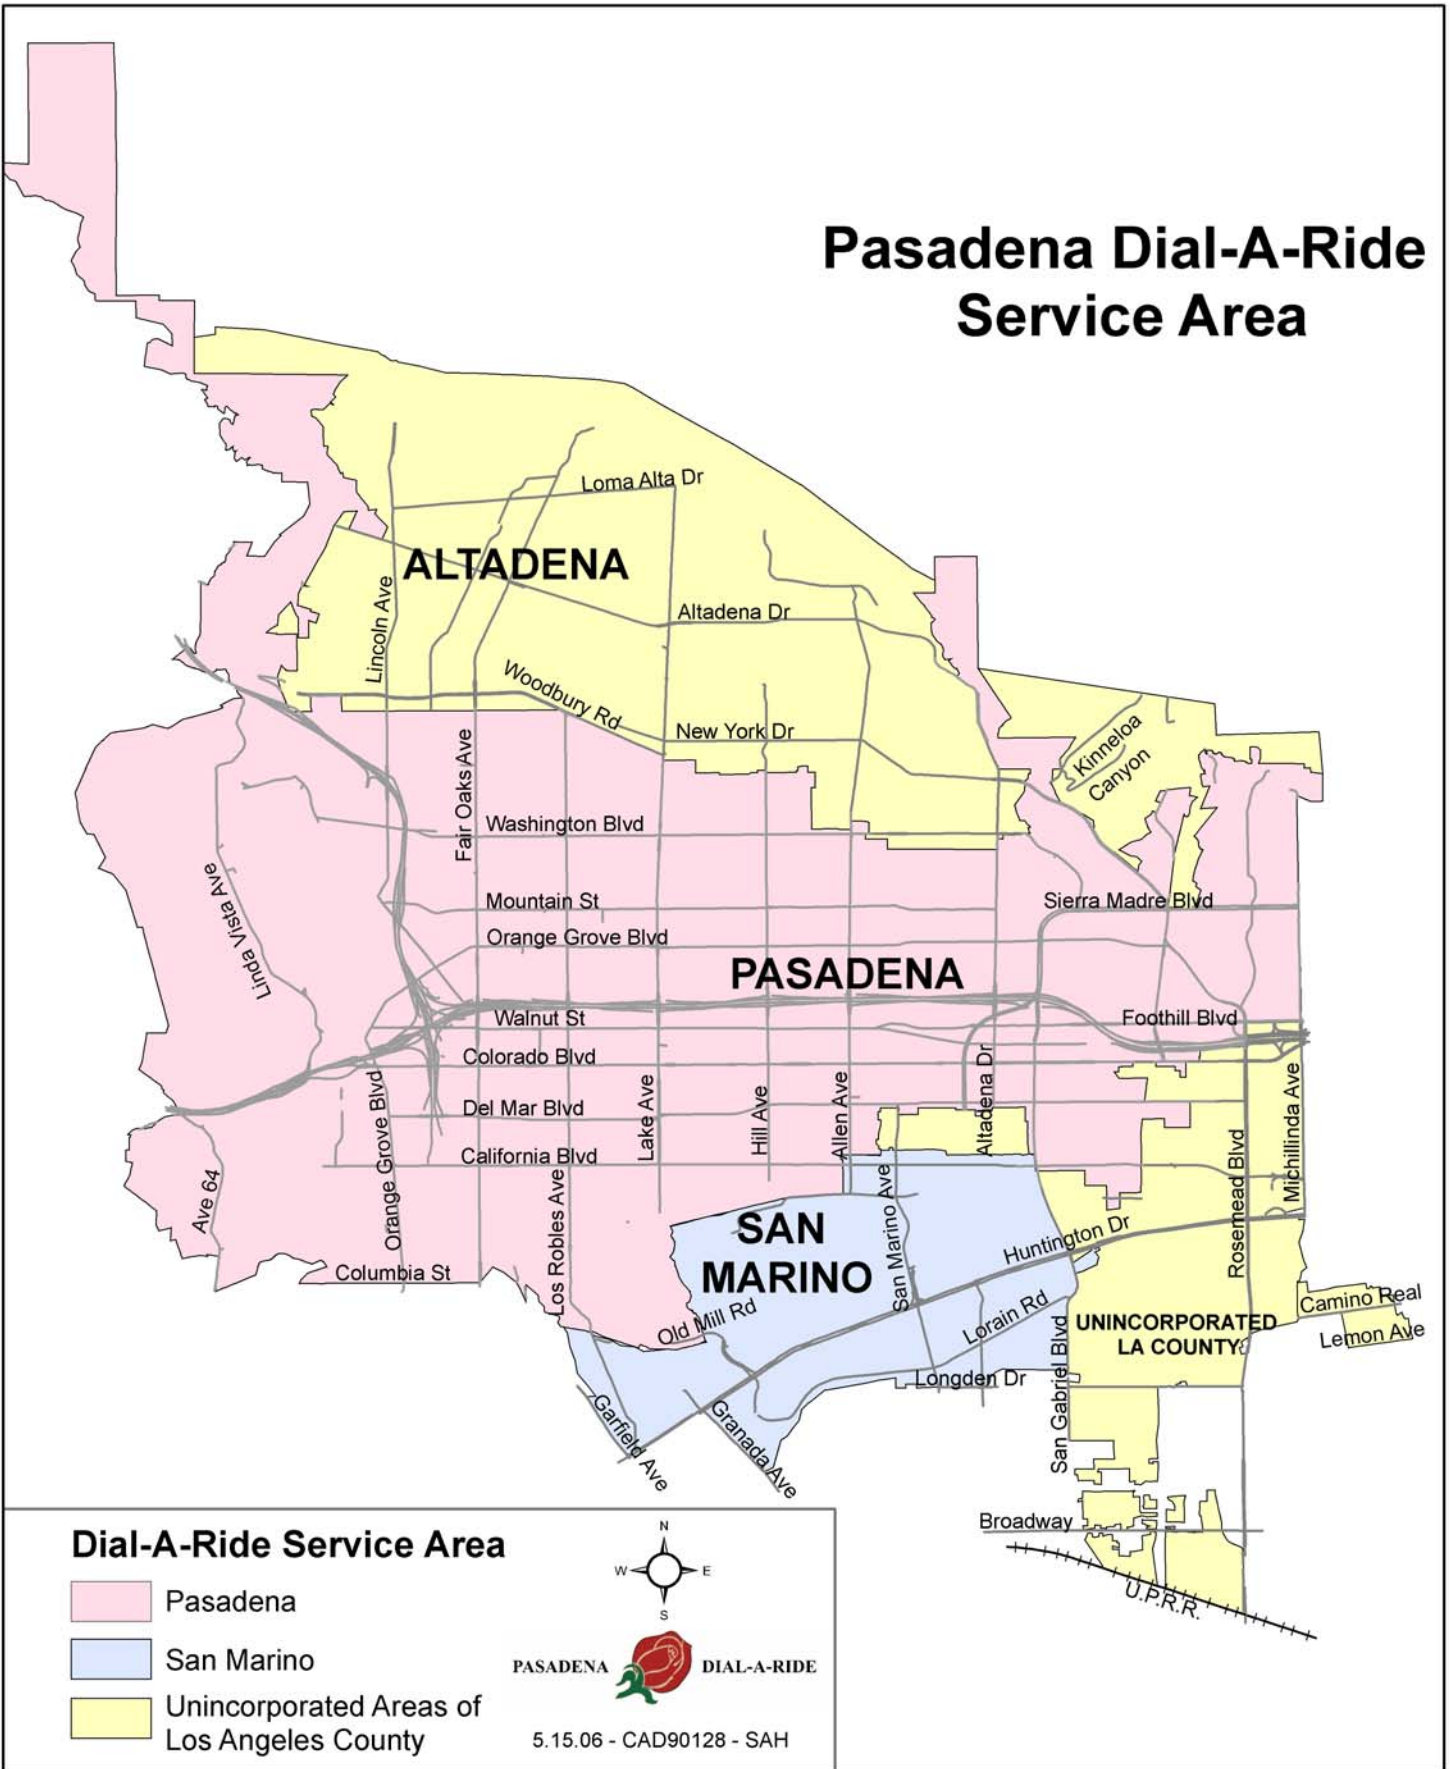 Pasadena Dial-A-Ride
Service Area
Loma Alta Dr
ALTADENA
Lincoln Ave
Altadena Dr
Woodbury Rd
New York Dr
Kinneloa
Canyon
Fair Oaks Ave
Washington Blvd
Linda Vista Ave
Mountain St
Sierra Madre Blvd
Orange Grove Blvd
PASADENA
Walnut St
Foothill Blvd
Colorado Blvd
Orange Grove Blvd
Del Mar Blvd
Lake Ave
Hill Ave
Allen Ave
Altadena Dr
Michillinda Ave
Rosemead Blvd
California Blvd
Ave 64
Los Robles Ave
San Marino Ave
SAN
MARINO
Huntington Dr
Columbia St
Old Mill Rd
Lorain Rd
Camino Real
Lemon Ave
UNINCORPORATED
LA COUNTY
San Gabriel Blvd
Longden Dr
Garfield Ave
Granada Ave
Broadway
U.P.R.R.
Dial-A-Ride Service Area
Pasadena
San Marino
Unincorporated Areas of
Los Angeles County
N
W E
S
PASADENA DIAL-A-RIDE
5.15.06 - CAD90128 - SAH